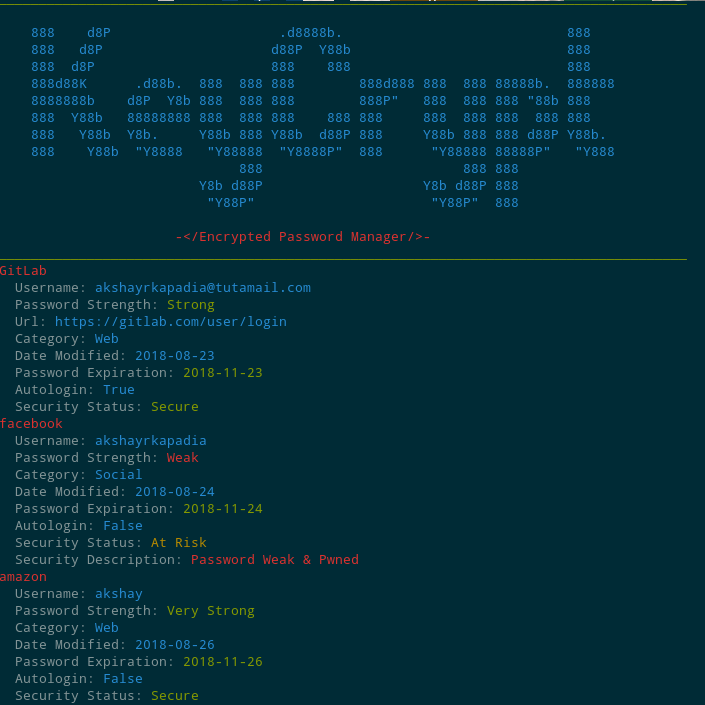 888    d8P                     .d8888b.                            888
888   d8P                     d88P  Y88b                           888
888  d8P                      888    888                           888
888d88K      .d88b.  888  888 888        888d888 888  888 88888b.  888888
8888888b    d8P  Y8b 888  888 888        888P"   888  888 888 "88b 888
888  Y88b   88888888 888  888 888    888 888     888  888 888  888 888
888   Y88b  Y8b.     Y88b 888 Y88b  d88P 888     Y88b 888 888 d88P Y88b.
888    Y88b  "Y8888   "Y88888  "Y8888P"  888      "Y88888 88888P"   "Y888
888                         888 888
Y8b d88P                    Y8b d88P 888
"Y88P"                      "Y88P"  888
-</Encrypted Password Manager/>-
GitLab
Username: akshayrkapadia@tutamail.com
Password Strength: Strong
Url: https://gitlab.com/user/login
Category: Web
Date Modified: 2018-08-23
Password Expiration: 2018-11-23
Autologin: True
Security Status: Secure
facebook
Username: akshayrkapadia
Password Strength: Weak
Category: Social
Date Modified: 2018-08-24
Password Expiration: 2018-11-24
Autologin: False
Security Status: At Risk
Security Description: Password Weak & Pwned
amazon
Username: akshay
Password Strength: Very Strong
Category: Web
Date Modified: 2018-08-26
Password Expiration: 2018-11-26
Autologin: False
Security Status: Secure